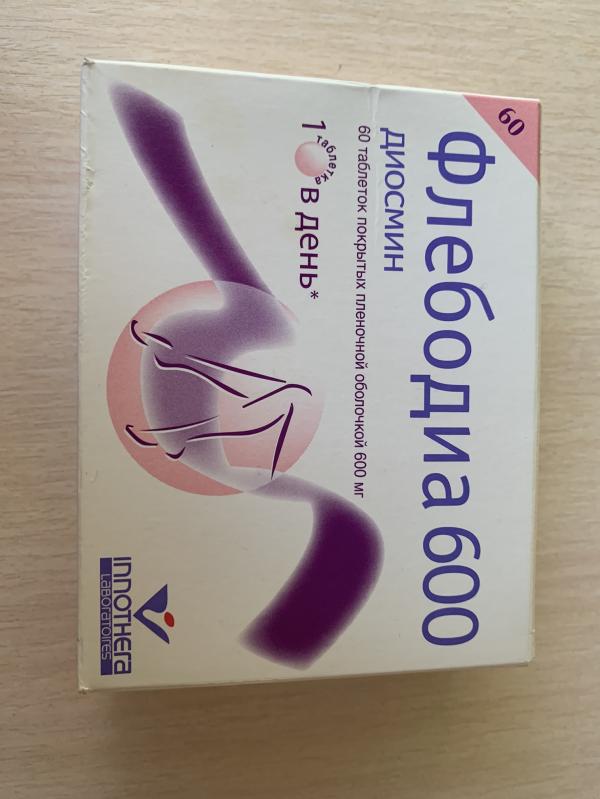 60
Флебодиа 600
диосмин
60 таблеток покрытых пленочной оболочкой 600 мг
1 таблетка в день*
INNOTHERA
LABORATOIRES